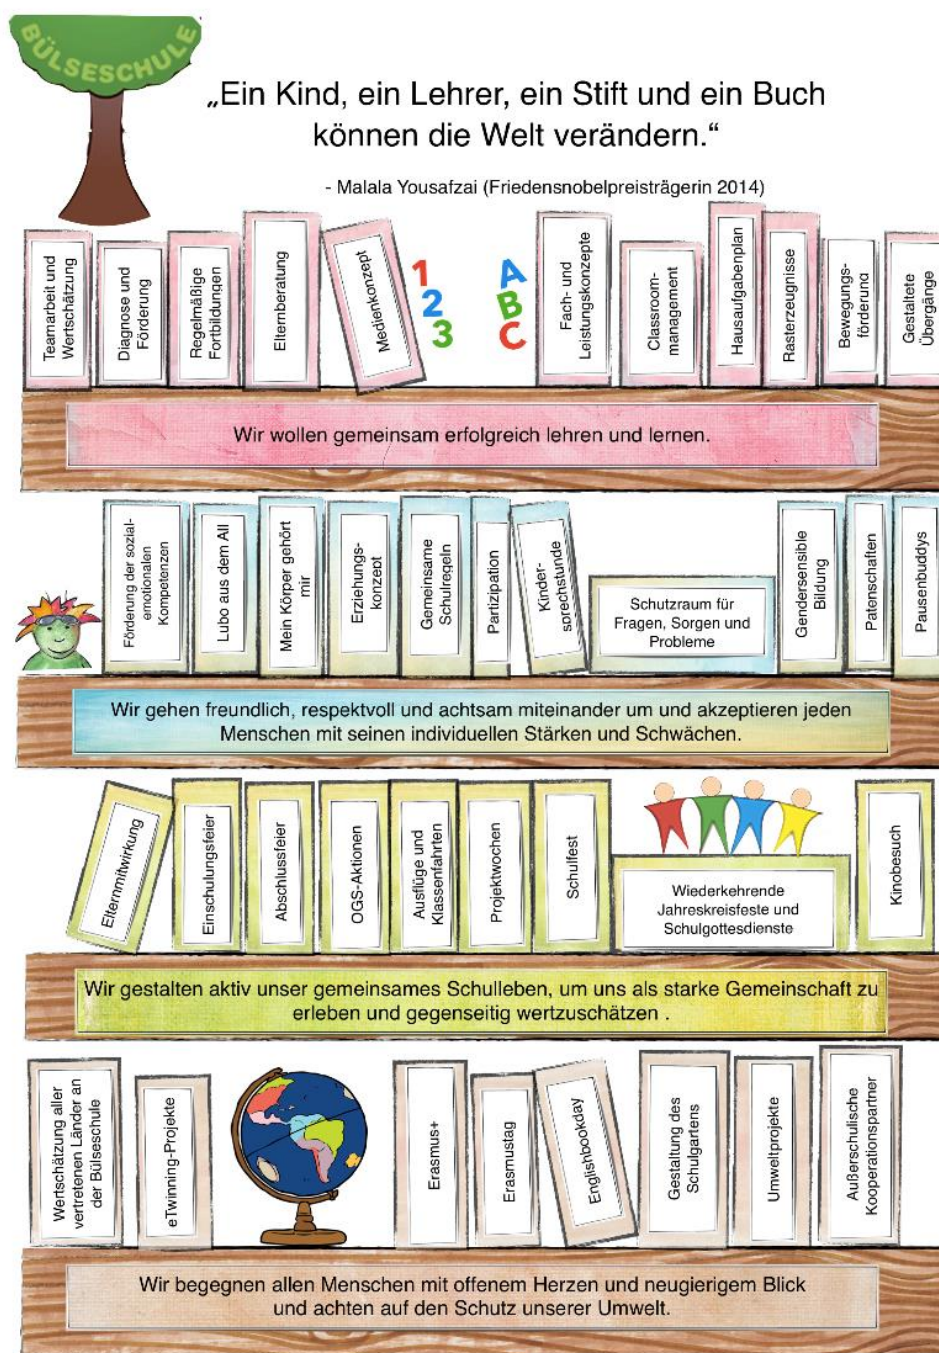 BÜLSESCHULE
„Ein Kind, ein Lehrer, ein Stift und ein Buch
können die Welt verändern.“
- Malala Yousafzai (Friedensnobelpreisträgerin 2014)
Teamarbeit und
Wertschätzung
Diagnose und
Förderung
Regelmäßige
Fortbildungen
Elternberatung
Medienkonzept
1
2
3
A
B
C
Fach- und
Leistungskonzepte
Classroom-
management
Hausaufgabenplan
Rasterzeugnisse
Bewegungs-
förderung
Gestaltete
Übergänge
Wir wollen gemeinsam erfolgreich lehren und lernen.
Förderung der sozial-
emotionalen
Kompetenzen
Lubo aus dem All
Mein Körper gehört
mir
Erziehungs-
konzept
Gemeinsame
Schulregeln
Partizipation
Kinder-
sprechstunde
Schutzraum für
Fragen, Sorgen und
Probleme
Gendersensible
Bildung
Patenschaften
Pausenbuddys
Wir gehen freundlich, respektvoll und achtsam miteinander um und akzeptieren jeden
Menschen mit seinen individuellen Stärken und Schwächen.
Elternmitwirkung
Einschulungsfeier
Abschlussfeier
OGS-Aktionen
Ausflüge und
Klassenfahrten
Projektwochen
Schulfest
Wiederkehrende
Jahreskreisfeste und
Schulgottesdienste
Kinobesuch
Wir gestalten aktiv unser gemeinsames Schulleben, um uns als starke Gemeinschaft zu
erleben und gegenseitig wertzuschätzen .
Wertschätzung aller
vertretenen Länder an
der Bülseschule
eTwinning-Projekte
Erasmus+
Erasmustag
Englishbookday
Gestaltung des
Schulgartens
Umweltprojekte
Außerschulische
Kooperationspartner
Wir begegnen allen Menschen mit offenem Herzen und neugierigem Blick
und achten auf den Schutz unserer Umwelt.